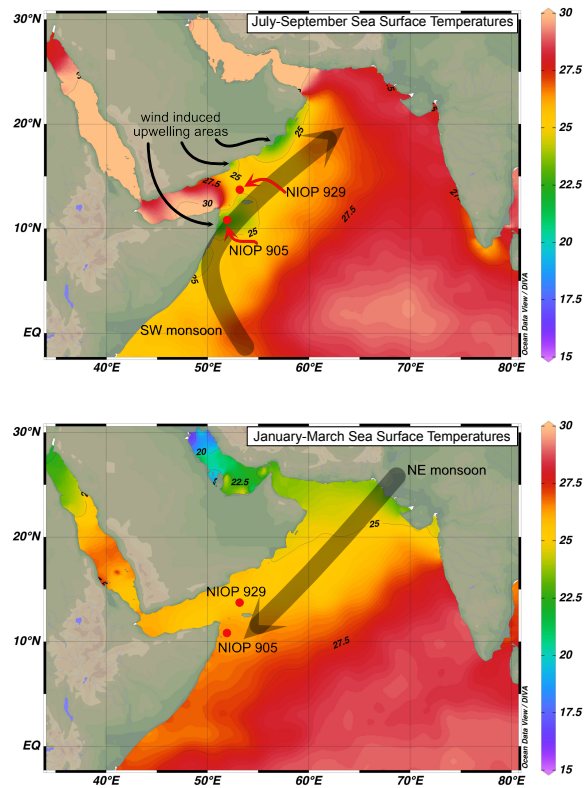 July-September Sea Surface Temperatures
30°N
20°N
10°N
EQ
40°E
50°E
60°E
70°E
80°E
wind induced
upwelling areas
25
25
27.5
30
25
27.5
NIOP 929
NIOP 905
SW monsoon
30
27.5
25
22.5
20
17.5
15
Ocean Data View / DIVA
January-March Sea Surface Temperatures
30°N
20°N
10°N
EQ
40°E
50°E
60°E
70°E
80°E
20
22.5
25
27.5
NE monsoon
NIOP 929
NIOP 905
30
27.5
25
22.5
20
17.5
15
Ocean Data View / DIVA